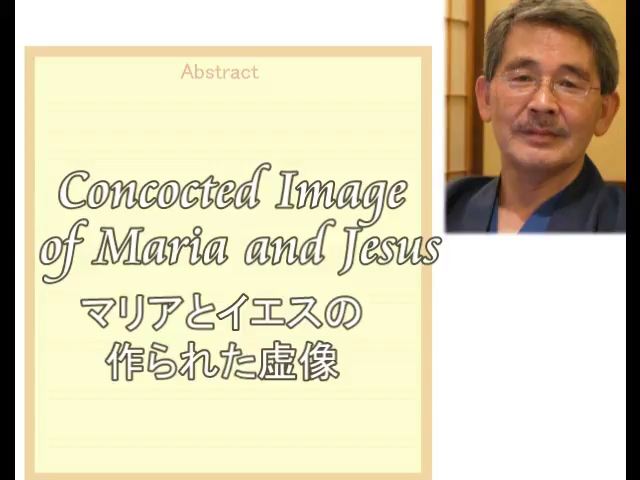 Abstract
Concocted Image
of Maria and Jesus
マリアとイエスの
作られた虚像